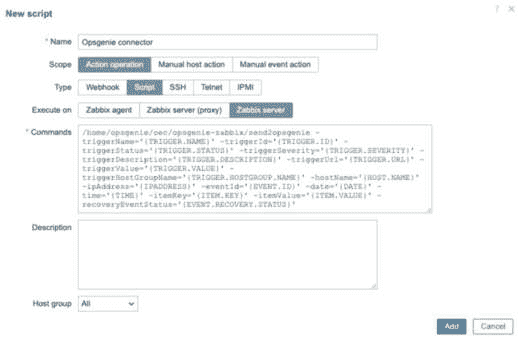 New script
? ×
* Name Opsgenie connector
Scope Action operation Manual host action Manual event action
Type Webhook Script SSH Telnet IPMI
Execute on Zabbix agent Zabbix server (proxy) Zabbix server
* Commands /home/opsgenie/oec/opsgenie-zabbix/send2opsgenie -
triggerName='{TRIGGER.NAME}' -triggerId='{TRIGGER.ID}' -
triggerStatus='{TRIGGER.STATUS}' -triggerSeverity='{TRIGGER.SEVERITY}' -
triggerDescription='{TRIGGER.DESCRIPTION}' -triggerUrl='{TRIGGER.URL}' -
triggerValue='{TRIGGER.VALUE}' -
triggerHostGroupName='{TRIGGER.HOSTGROUP.NAME}' -hostName='{HOST.NAME}'
-ipAddress='{IPADDRESS}' -eventId='{EVENT.ID}' -date='{DATE}' -
time='{TIME}' -itemKey='{ITEM.KEY}' -itemValue='{ITEM.VALUE}' -
recoveryEventStatus='{EVENT.RECOVERY.STATUS}'
Description
Host group All
Add Cancel